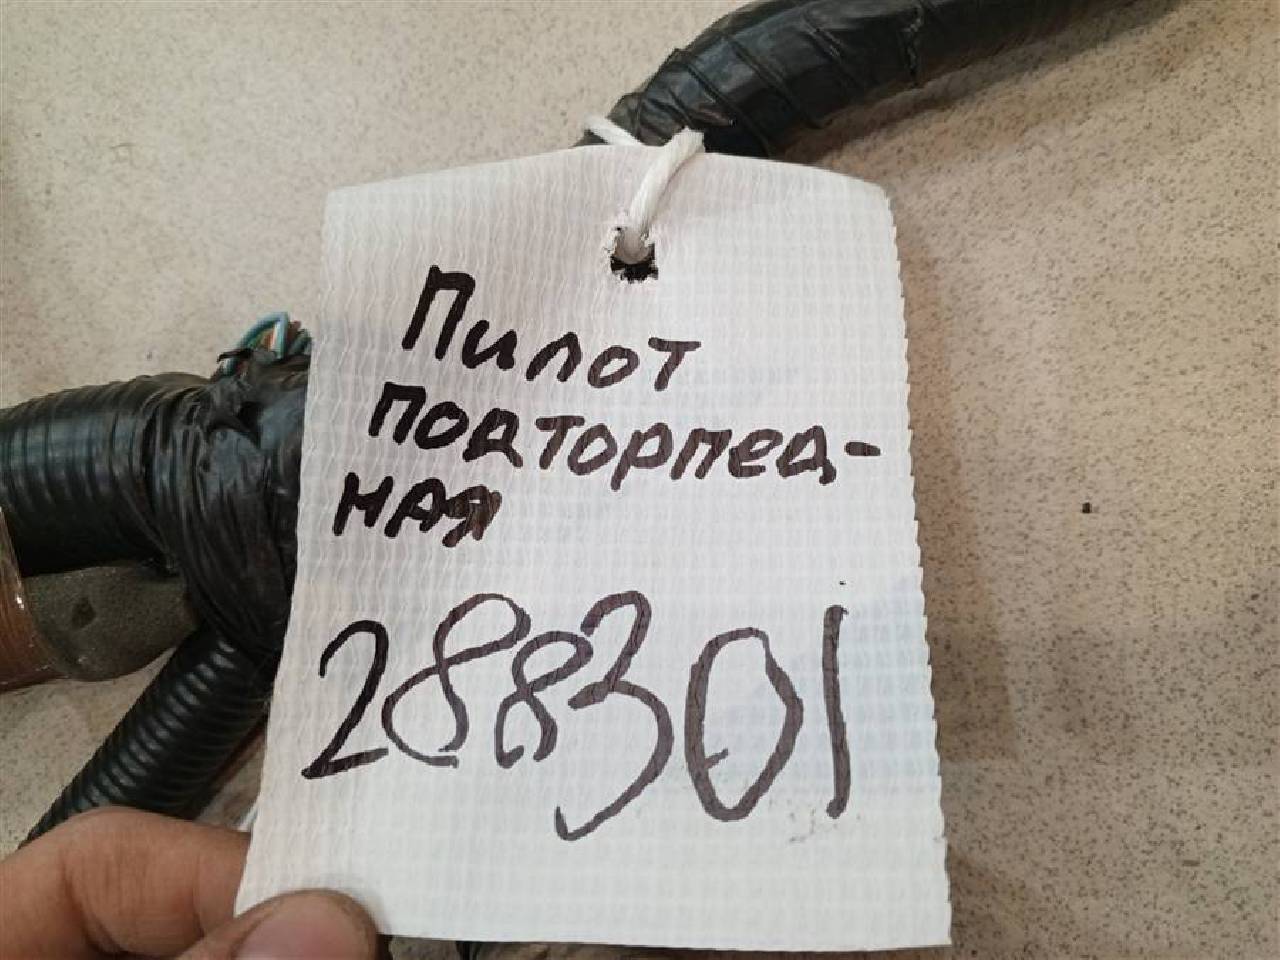 Пилот
подторпед-
ная
288301